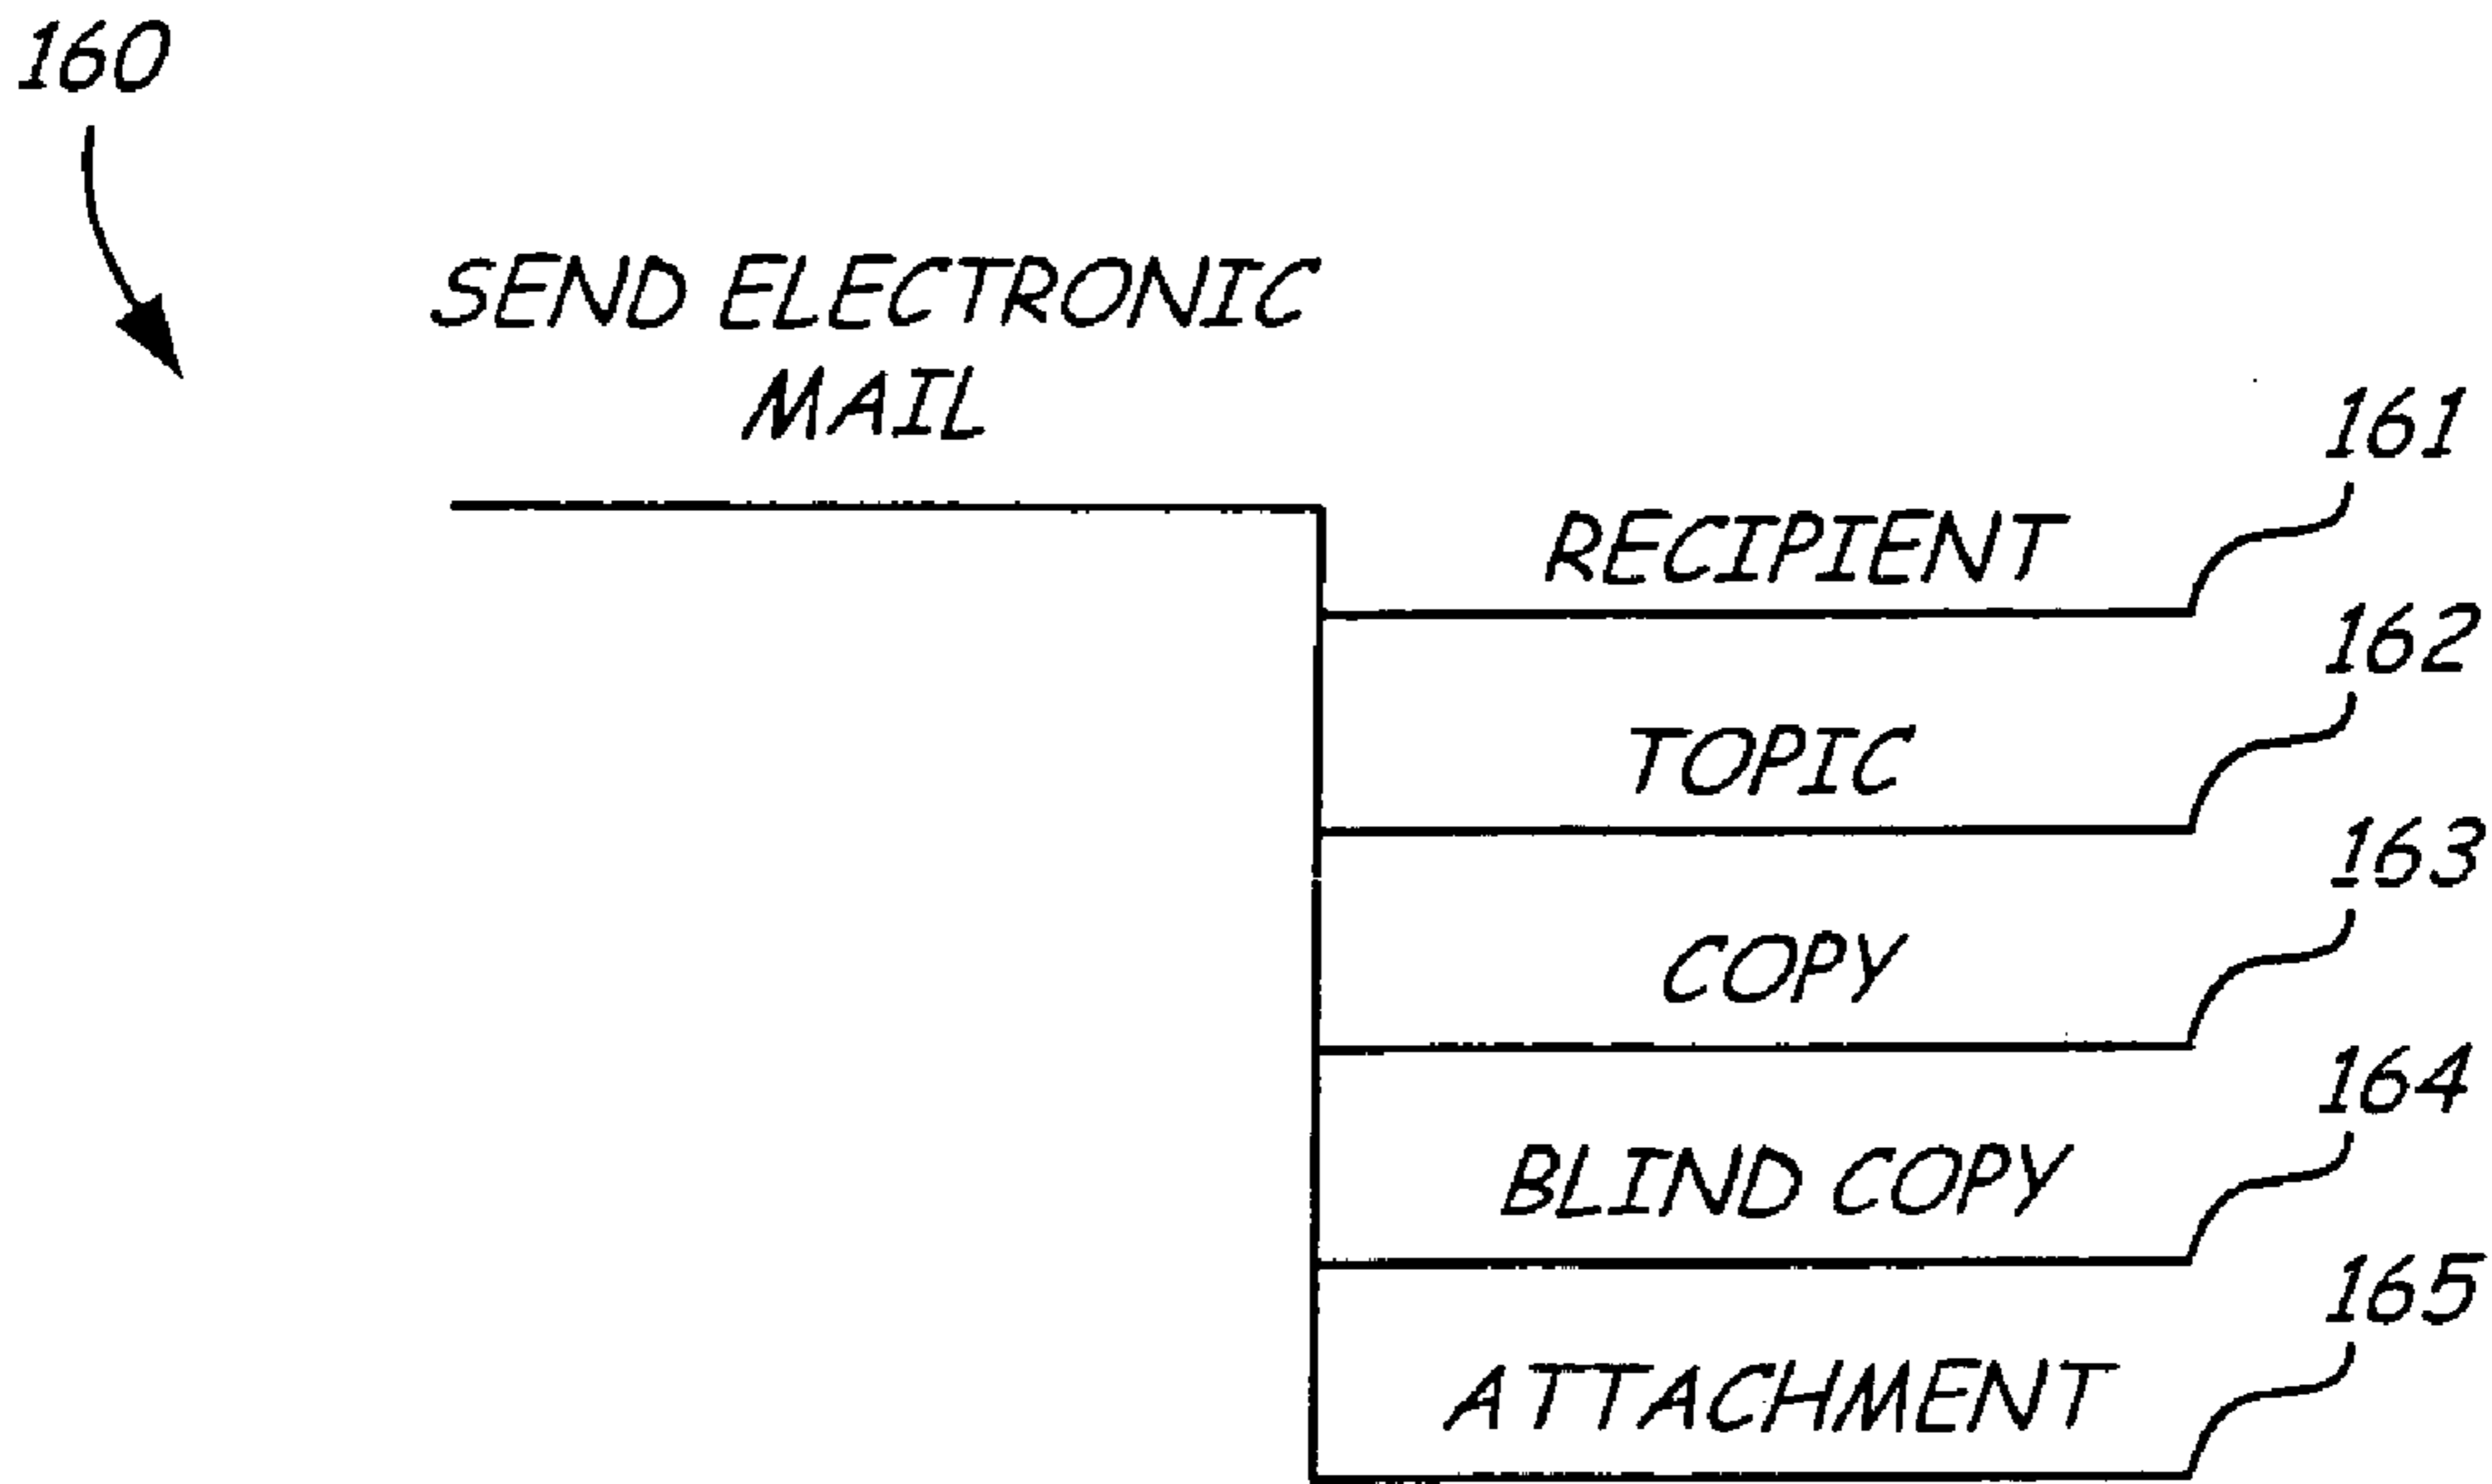 160
SEND ELECTRONIC
MAIL
161
RECIPIENT
162
TOPIC
163
COPY
164
BLIND COPY
165
ATTACHMENT